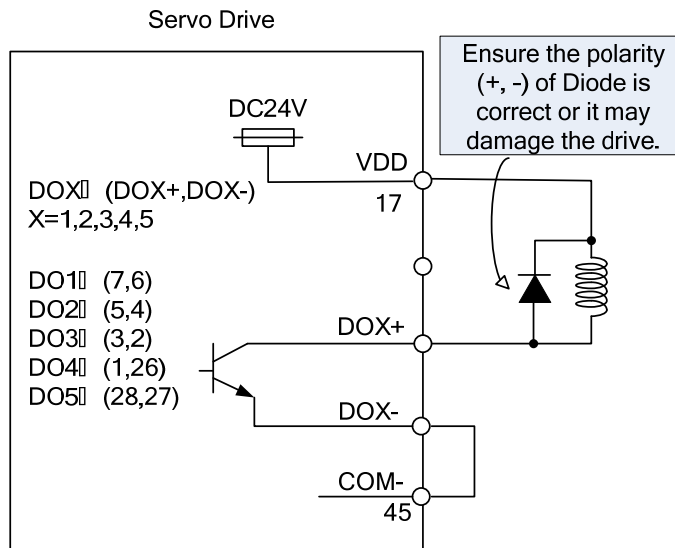 Servo Drive
Ensure the polarity
(+, -) of Diode is
correct or it may
damage the drive.
DC24V
VDD
17
DOX▯ (DOX+,DOX-)
X=1,2,3,4,5
DO1▯ (7,6)
DO2▯ (5,4)
DO3▯ (3,2)
DO4▯ (1,26)
DO5▯ (28,27)
DOX+
DOX-
COM-
45